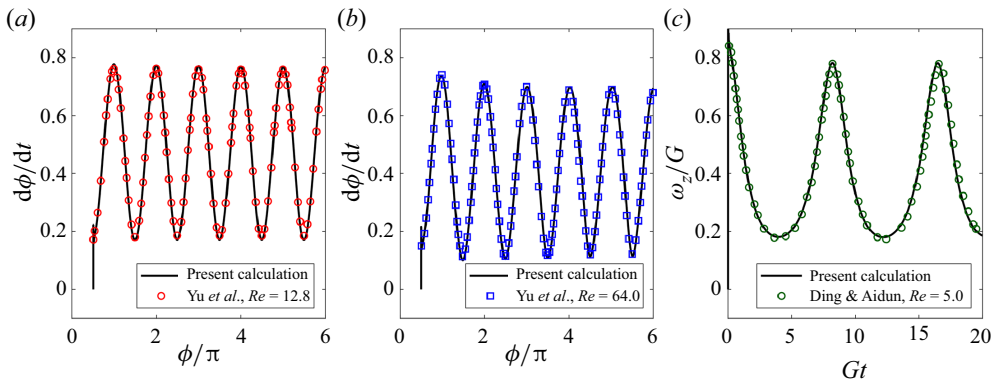 (a)
0.8
0.6
0.4
0.2
0
dϕ/dt
Present calculation
Yu et al., Re = 12.8
0 2 4 6
ϕ/π
(b)
0.8
0.6
0.4
0.2
0
dϕ/dt
Present calculation
Yu et al., Re = 64.0
0 2 4 6
ϕ/π
(c)
0.8
0.6
0.4
0.2
0
ω_z/G
Present calculation
Ding & Aidun, Re = 5.0
0 5 10 15 20
Gt